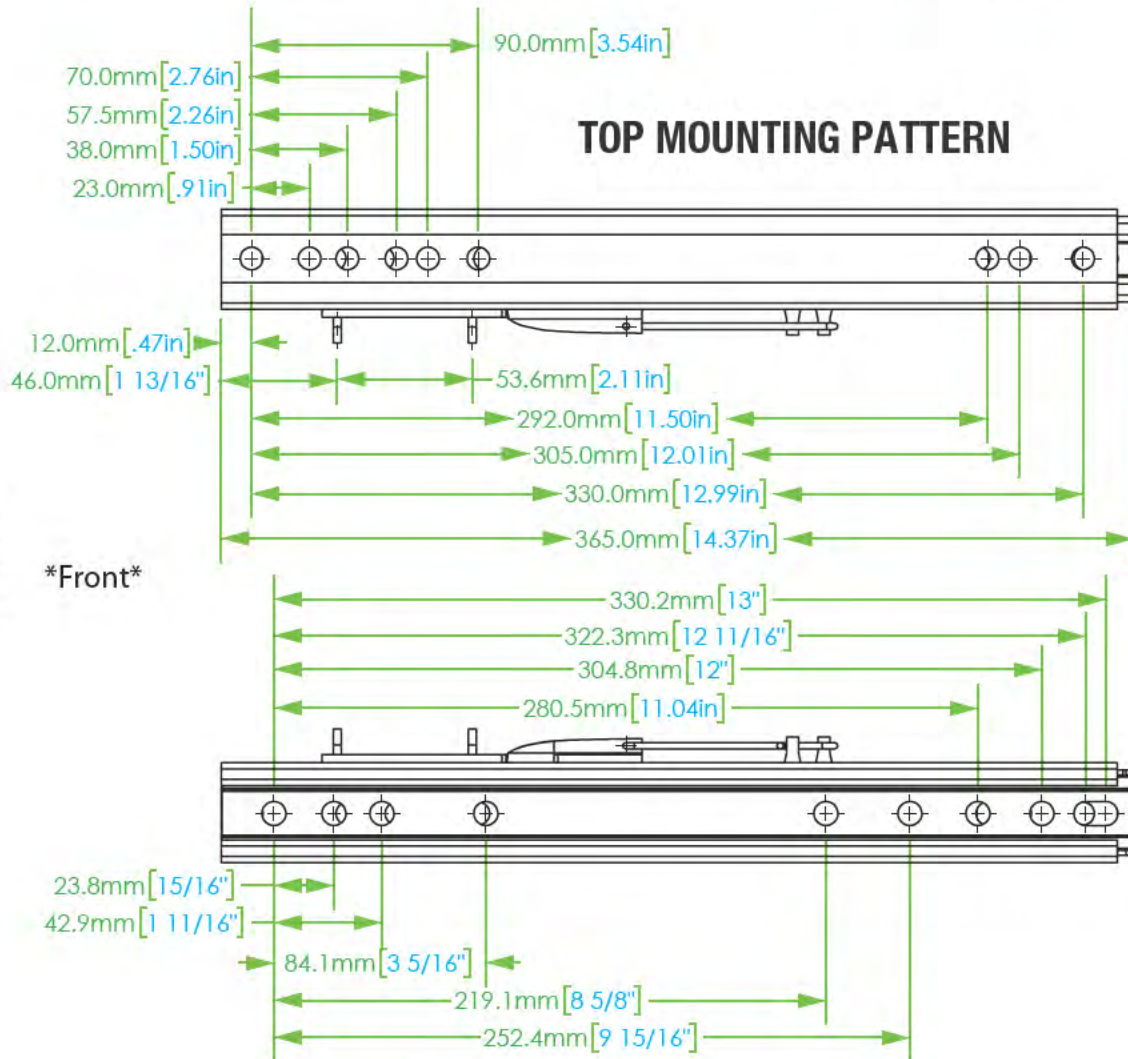 90.0mm[3.54in]
70.0mm[2.76in]
57.5mm[2.26in]
38.0mm[1.50in]
23.0mm[.91in]
TOP MOUNTING PATTERN
12.0mm[.47in]
46.0mm[1 13/16"]
53.6mm[2.11in]
292.0mm[11.50in]
305.0mm[12.01in]
330.0mm[12.99in]
365.0mm[14.37in]
*Front*
330.2mm[13"]
322.3mm[12 11/16"]
304.8mm[12"]
280.5mm[11.04in]
23.8mm[15/16"]
42.9mm[1 11/16"]
84.1mm[3 5/16"]
219.1mm[8 5/8"]
252.4mm[9 15/16"]